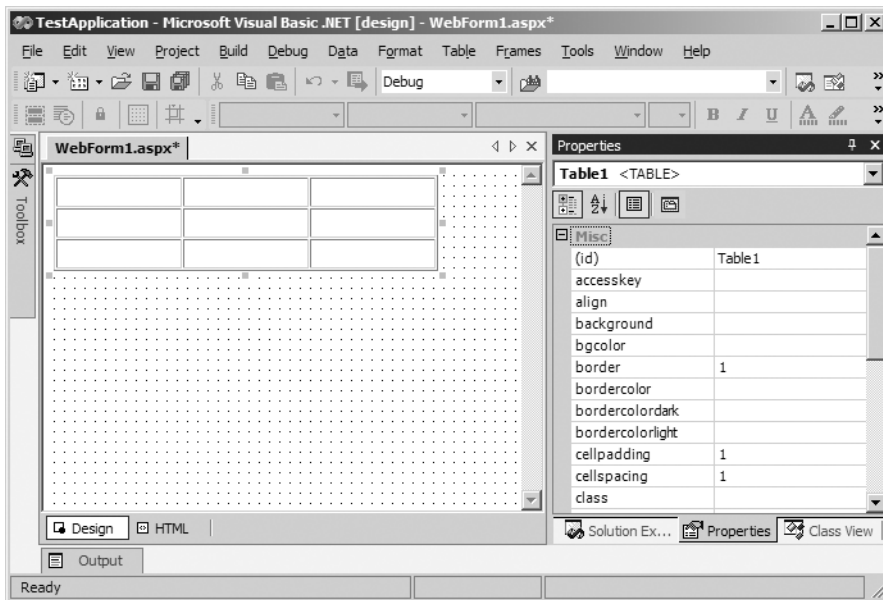 TestApplication - Microsoft Visual Basic .NET [design] - WebForm1.aspx*
File Edit View Project Build Debug Data Format Table Frames Tools Window Help
Debug
B I U A
WebForm1.aspx*
Toolbox
Properties
Table1 <TABLE>
Misc
(id) Table1
accesskey
align
background
bgcolor
border 1
bordercolor
bordercolordark
bordercolorlight
cellpadding 1
cellspacing 1
class
Design HTML
Solution Ex... Properties Class View
Output
Ready